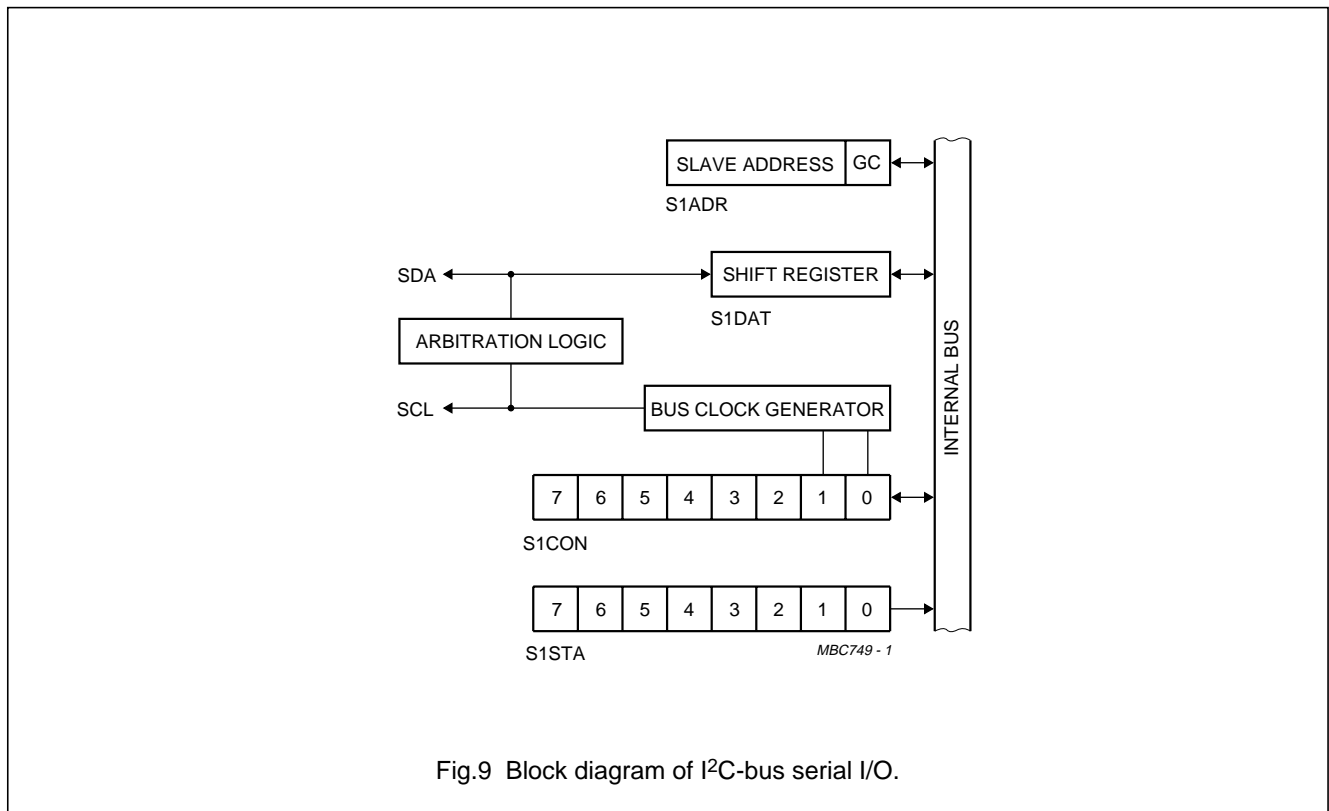 SLAVE ADDRESS GC
S1ADR
SDA
SHIFT REGISTER
S1DAT
ARBITRATION LOGIC
INTERNAL BUS
SCL
BUS CLOCK GENERATOR
7 6 5 4 3 2 1 0
S1CON
7 6 5 4 3 2 1 0
S1STA
MBC749 - 1
Fig.9 Block diagram of I²C-bus serial I/O.